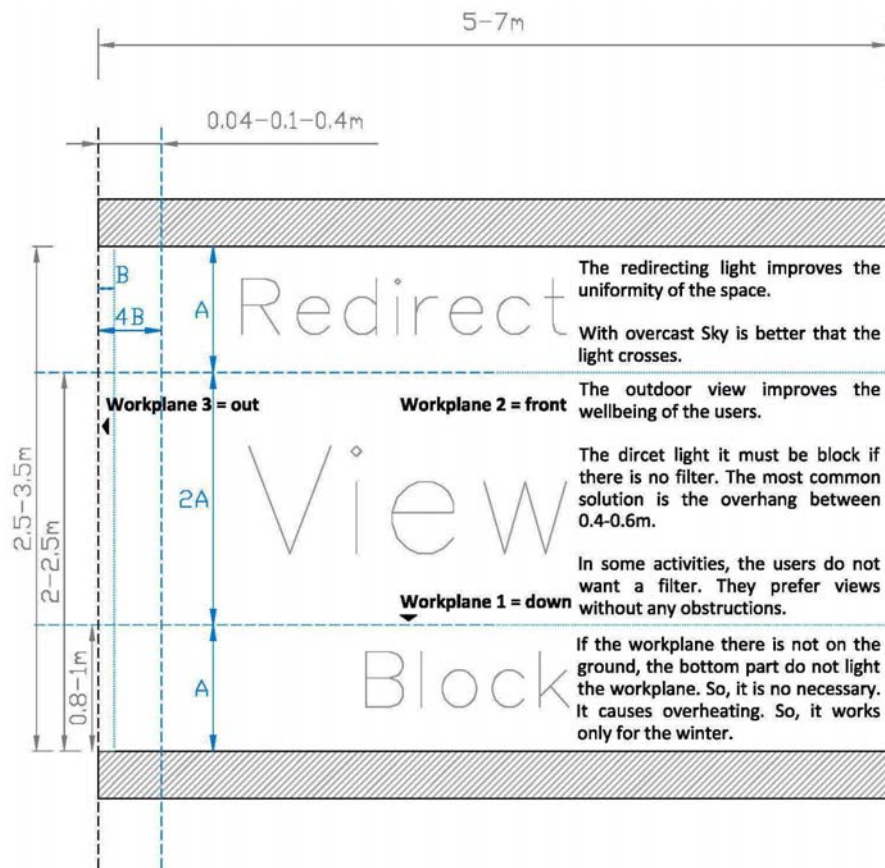 5-7m
0.04-0.1-0.4m
B
4B
A
Redirect
The redirecting light improves the
uniformity of the space.
With overcast Sky is better that the
light crosses.
Workplane 3 = out
Workplane 2 = front
The outdoor view improves the
wellbeing of the users.
2.5-3.5m
2-2.5m
2A
View
The dircet light it must be block if
there is no filter. The most common
solution is the overhang between
0.4-0.6m.
In some activities, the users do not
want a filter. They prefer views
without any obstructions.
Workplane 1 = down
0.8-1m
A
Block
If the workplane there is not on the
ground, the bottom part do not light
the workplane. So, it is no necessary.
It causes overheating. So, it works
only for the winter.